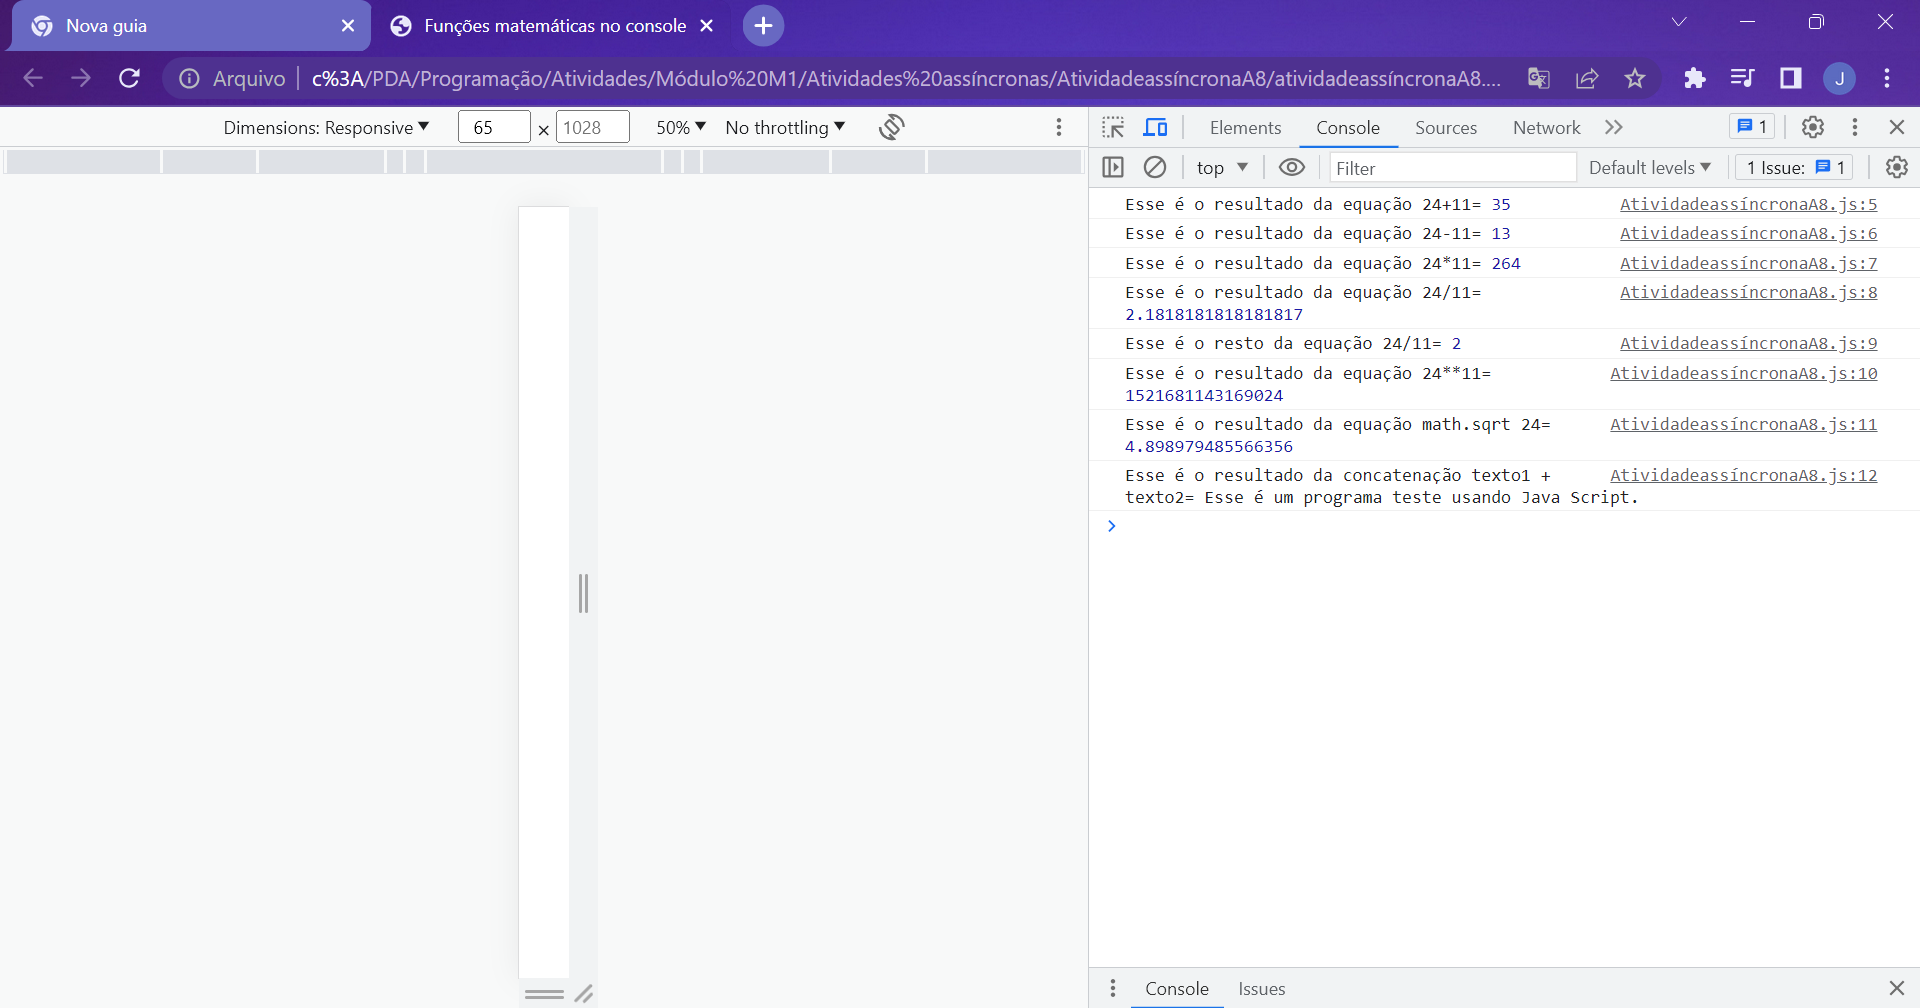 Nova guia
Funções matemáticas no console
Arquivo
c%3A/PDA/Programação/Atividades/Módulo%20M1/Atividades%20assíncronas/AtividadeassíncronaA8/atividadeassíncronaA8....
J
Dimensions: Responsive 65 × 1028 50% No throttling
Elements Console Sources Network 1
top Filter Default levels 1 Issue: 1
Esse é o resultado da equação 24+11= 35 AtividadeassíncronaA8.js:5
Esse é o resultado da equação 24-11= 13 AtividadeassíncronaA8.js:6
Esse é o resultado da equação 24*11= 264 AtividadeassíncronaA8.js:7
Esse é o resultado da equação 24/11= AtividadeassíncronaA8.js:8
2.1818181818181817
Esse é o resto da equação 24/11= 2 AtividadeassíncronaA8.js:9
Esse é o resultado da equação 24**11= AtividadeassíncronaA8.js:10
1521681143169024
Esse é o resultado da equação math.sqrt 24= AtividadeassíncronaA8.js:11
4.898979485566356
Esse é o resultado da concatenação texto1 + AtividadeassíncronaA8.js:12
texto2= Esse é um programa teste usando Java Script.
Console Issues